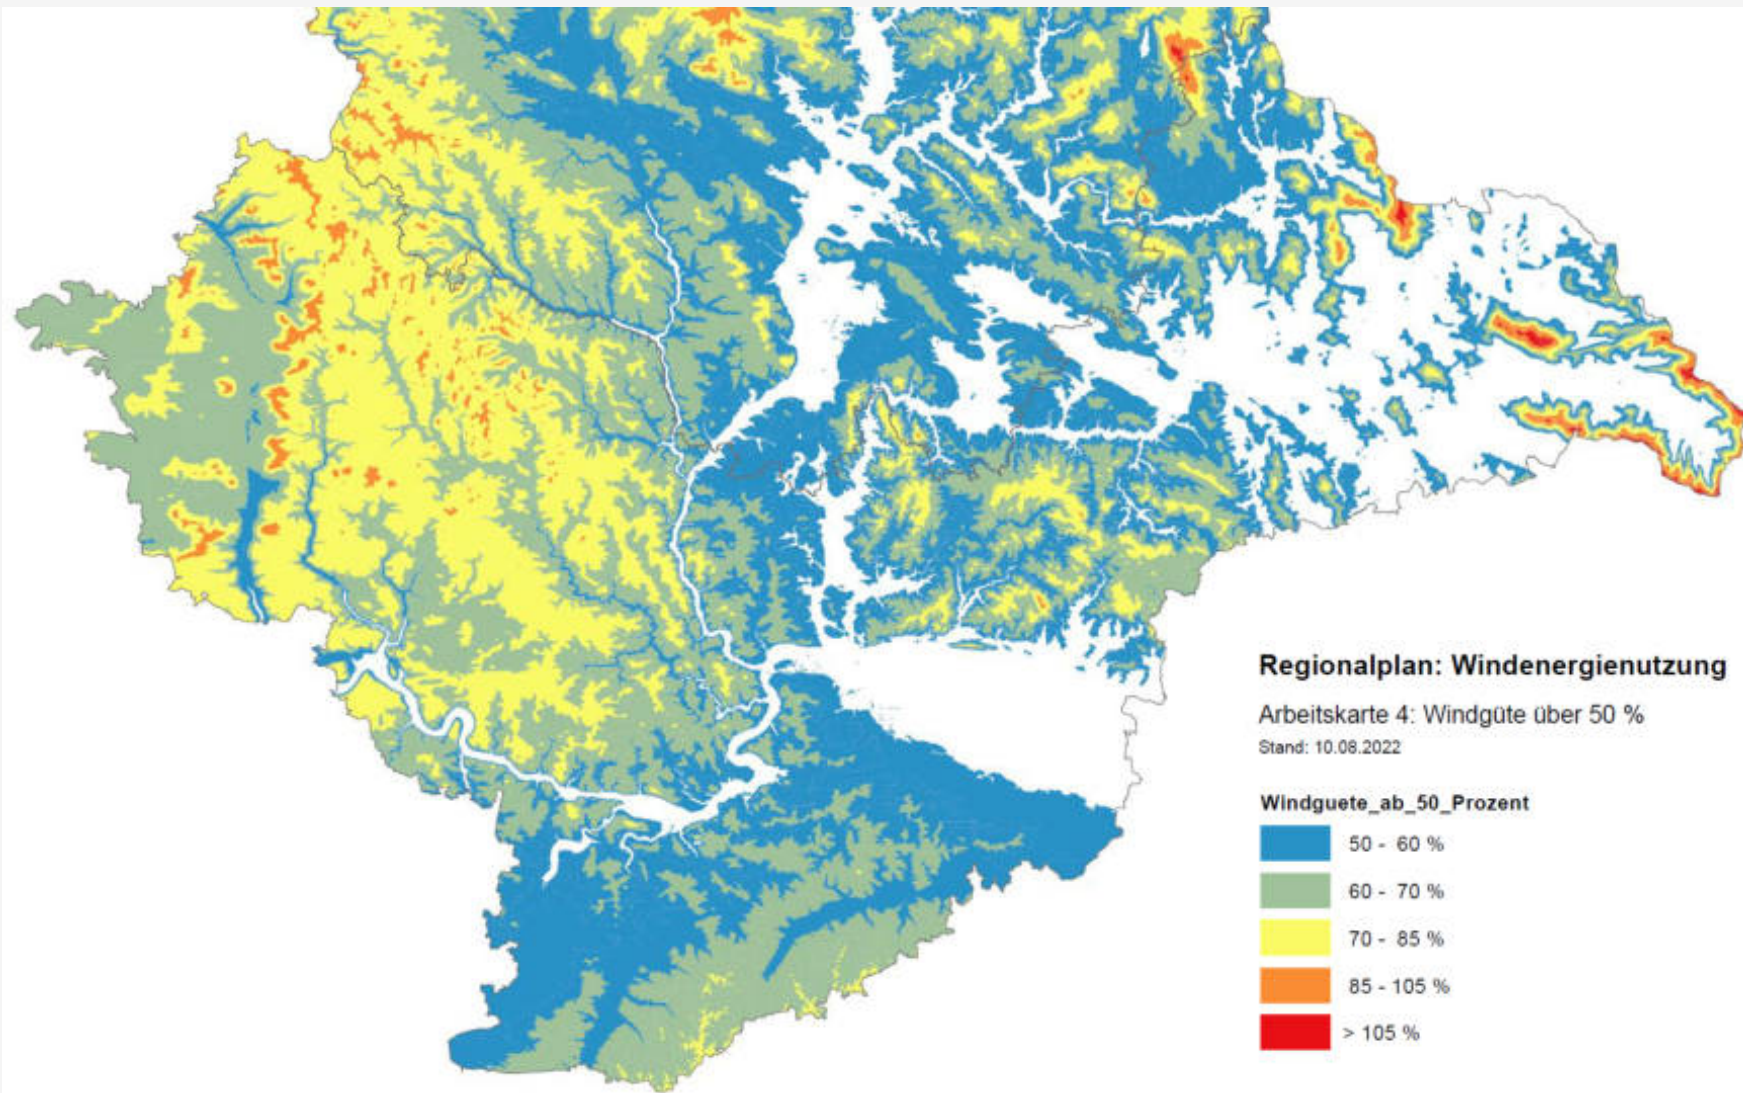 Regionalplan: Windenergienutzung
Arbeitskarte 4: Windgüte über 50 %
Stand: 10.08.2022
Windguete_ab_50_Prozent
50 - 60 %
60 - 70 %
70 - 85 %
85 - 105 %
> 105 %